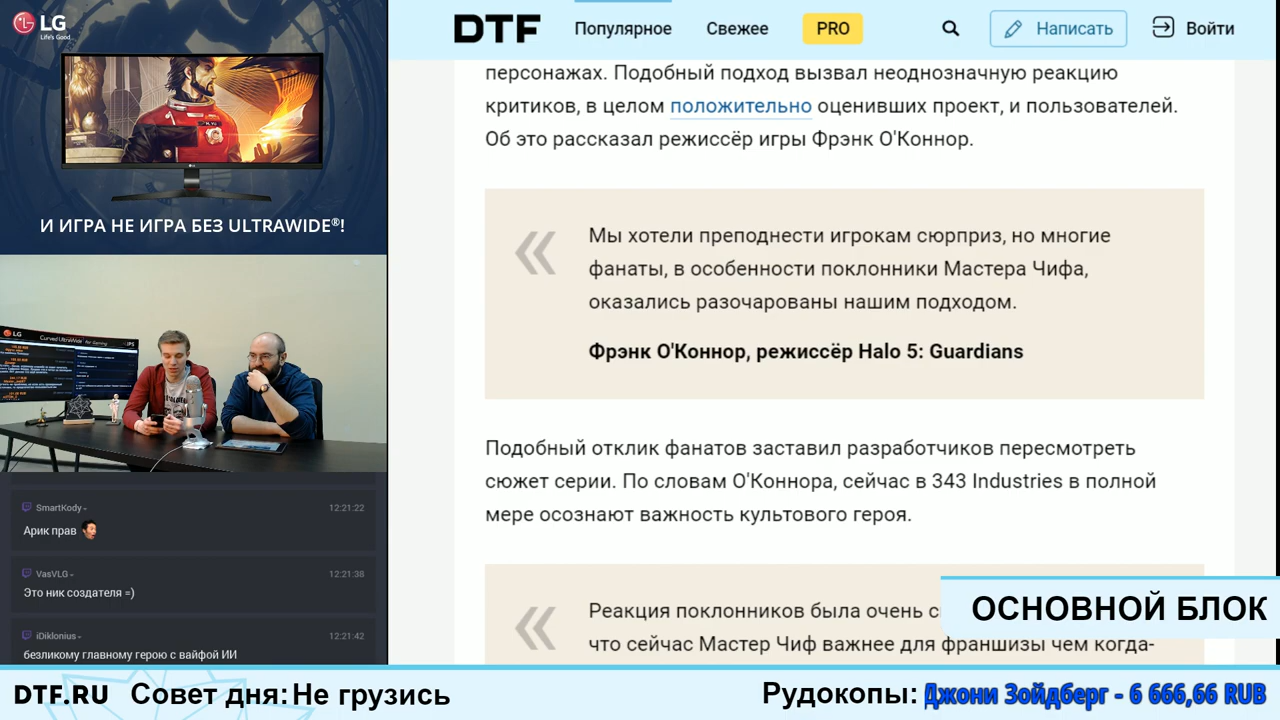 LG
Life's Good
И ИГРА НЕ ИГРА БЕЗ ULTRAWIDE®!
LG
Curved UltraWide™ for Gaming
IPS
SmartKody
12:21:22
Арик прав
VasVLG
12:21:38
Это ник создателя =)
iDiklonius
12:21:42
безликому главному герою с вайфой ИИ
DTF
Популярное
Свежее
PRO
Написать
Войти
персонажах. Подобный подход вызвал неоднозначную реакцию
критиков, в целом положительно оценивших проект, и пользователей.
Об это рассказал режиссёр игры Фрэнк О'Коннор.
«
Мы хотели преподнести игрокам сюрприз, но многие
фанаты, в особенности поклонники Мастера Чифа,
оказались разочарованы нашим подходом.
Фрэнк О'Коннор, режиссёр Halo 5: Guardians
Подобный отклик фанатов заставил разработчиков пересмотреть
сюжет серии. По словам О'Коннора, сейчас в 343 Industries в полной
мере осознают важность культового героя.
«
Реакция поклонников была очень
что сейчас Мастер Чиф важнее для франшизы чем когда-
ОСНОВНОЙ БЛОК
DTF.RU
Совет дня: Не грузись
Рудокопы: Джони Зойдберг - 6 666,66 RUB